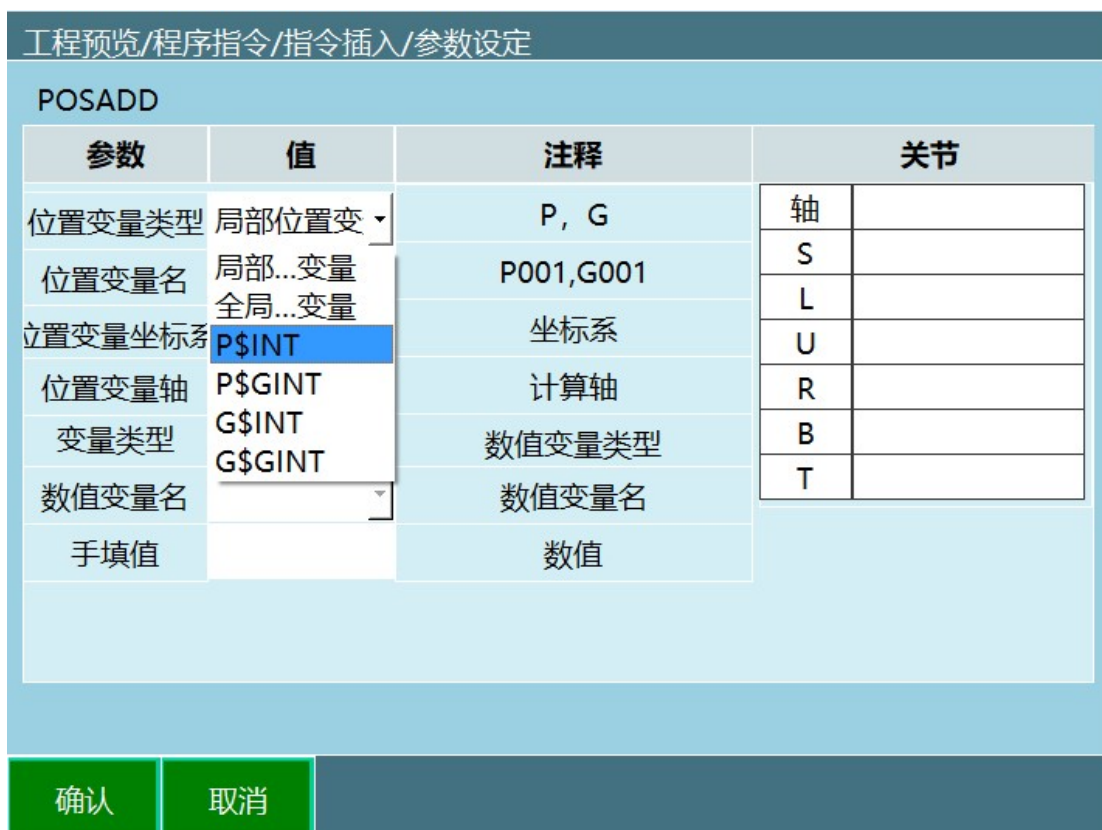 工程预览/程序指令/指令插入/参数设定
POSADD
参数 值 注释 关节
位置变量类型 局部位置变 P，G
位置变量名 P001,G001
位置变量坐标系 坐标系
位置变量轴 计算轴
变量类型 数值变量类型
数值变量名 数值变量名
手填值 数值
局部...变量
全局...变量
P$INT
P$GINT
G$INT
G$GINT
轴
S
L
U
R
B
T
确认 取消